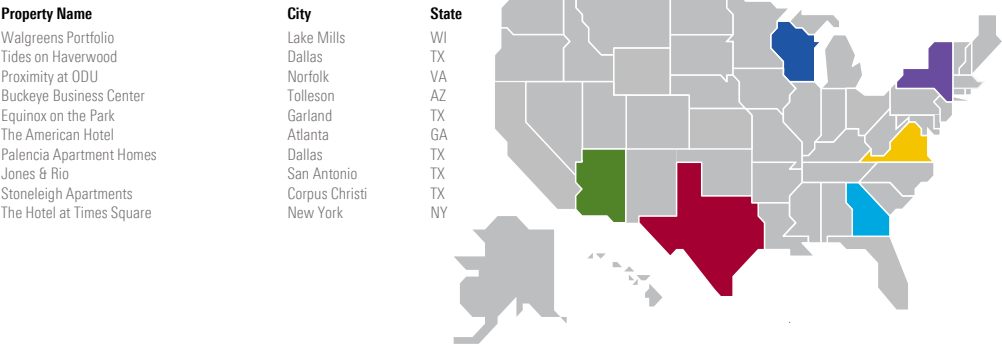 Property Name City State
Walgreens Portfolio Lake Mills WI
Tides on Haverwood Dallas TX
Proximity at ODU Norfolk VA
Buckeye Business Center Tolleson AZ
Equinox on the Park Garland TX
The American Hotel Atlanta GA
Palencia Apartment Homes Dallas TX
Jones & Rio San Antonio TX
Stoneleigh Apartments Corpus Christi TX
The Hotel at Times Square New York NY